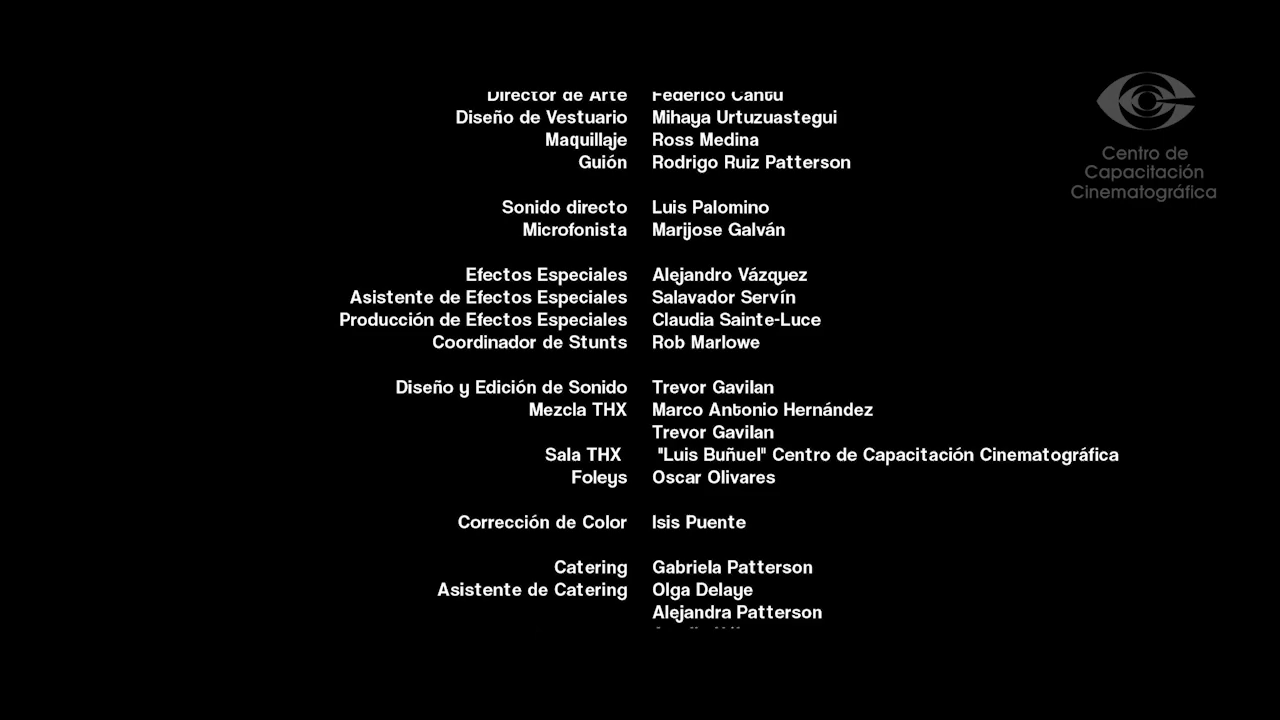 Director de Arte Federico Cantú
Diseño de Vestuario Mihaya Urtuzuastegui
Maquillaje Ross Medina
Guión Rodrigo Ruiz Patterson
Sonido directo Luis Palomino
Microfonista Marijose Galván
Efectos Especiales Alejandro Vázquez
Asistente de Efectos Especiales Salavador Servín
Producción de Efectos Especiales Claudia Sainte-Luce
Coordinador de Stunts Rob Marlowe
Diseño y Edición de Sonido Trevor Gavilan
Mezcla THX Marco Antonio Hernández
Trevor Gavilan
Sala THX "Luis Buñuel" Centro de Capacitación Cinematográfica
Foleys Oscar Olivares
Corrección de Color Isis Puente
Catering Gabriela Patterson
Asistente de Catering Olga Delaye
Alejandra Patterson
Centro de
Capacitación
Cinematográfica